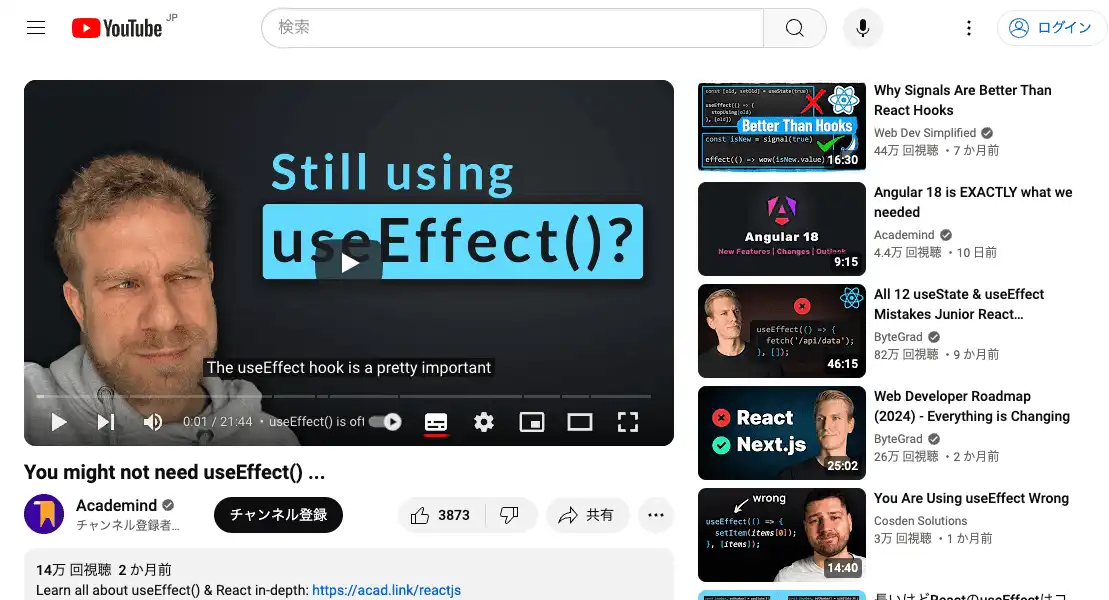 YouTube JP
検索
ログイン
Still using
useEffect()?
The useEffect hook is a pretty important
0:01 / 21:44 • useEffect() is of
You might not need useEffect() ...
Academind
チャンネル登録者...
チャンネル登録
3873
共有
14万 回視聴 2 か月前
Learn all about useEffect() & React in-depth: https://acad.link/reactjs
const [old, setOld] = useState(true)
useEffect(() => {
stopUsing(old)
}, [old])
Better Than Hooks
const isNew = signal(true)
effect(() => wow(isNew.value)
16:30
Why Signals Are Better Than
React Hooks
Web Dev Simplified
44万 回視聴 • 7 か月前
Angular 18
New Features | Changes | Outlook
9:15
Angular 18 is EXACTLY what we
needed
Academind
4.4万 回視聴 • 10 日前
useEffect(() => {
fetch('/api/data');
}, []);
46:15
All 12 useState & useEffect
Mistakes Junior React...
ByteGrad
82万 回視聴 • 9 か月前
React
Next.js
25:02
Web Developer Roadmap
(2024) - Everything is Changing
ByteGrad
26万 回視聴 • 2 か月前
wrong
useEffect(() => {
setItem(items[0]);
}, [items]);
14:40
You Are Using useEffect Wrong
Cosden Solutions
3万 回視聴 • 1 か月前
長いけどReactのuseEffectはコ